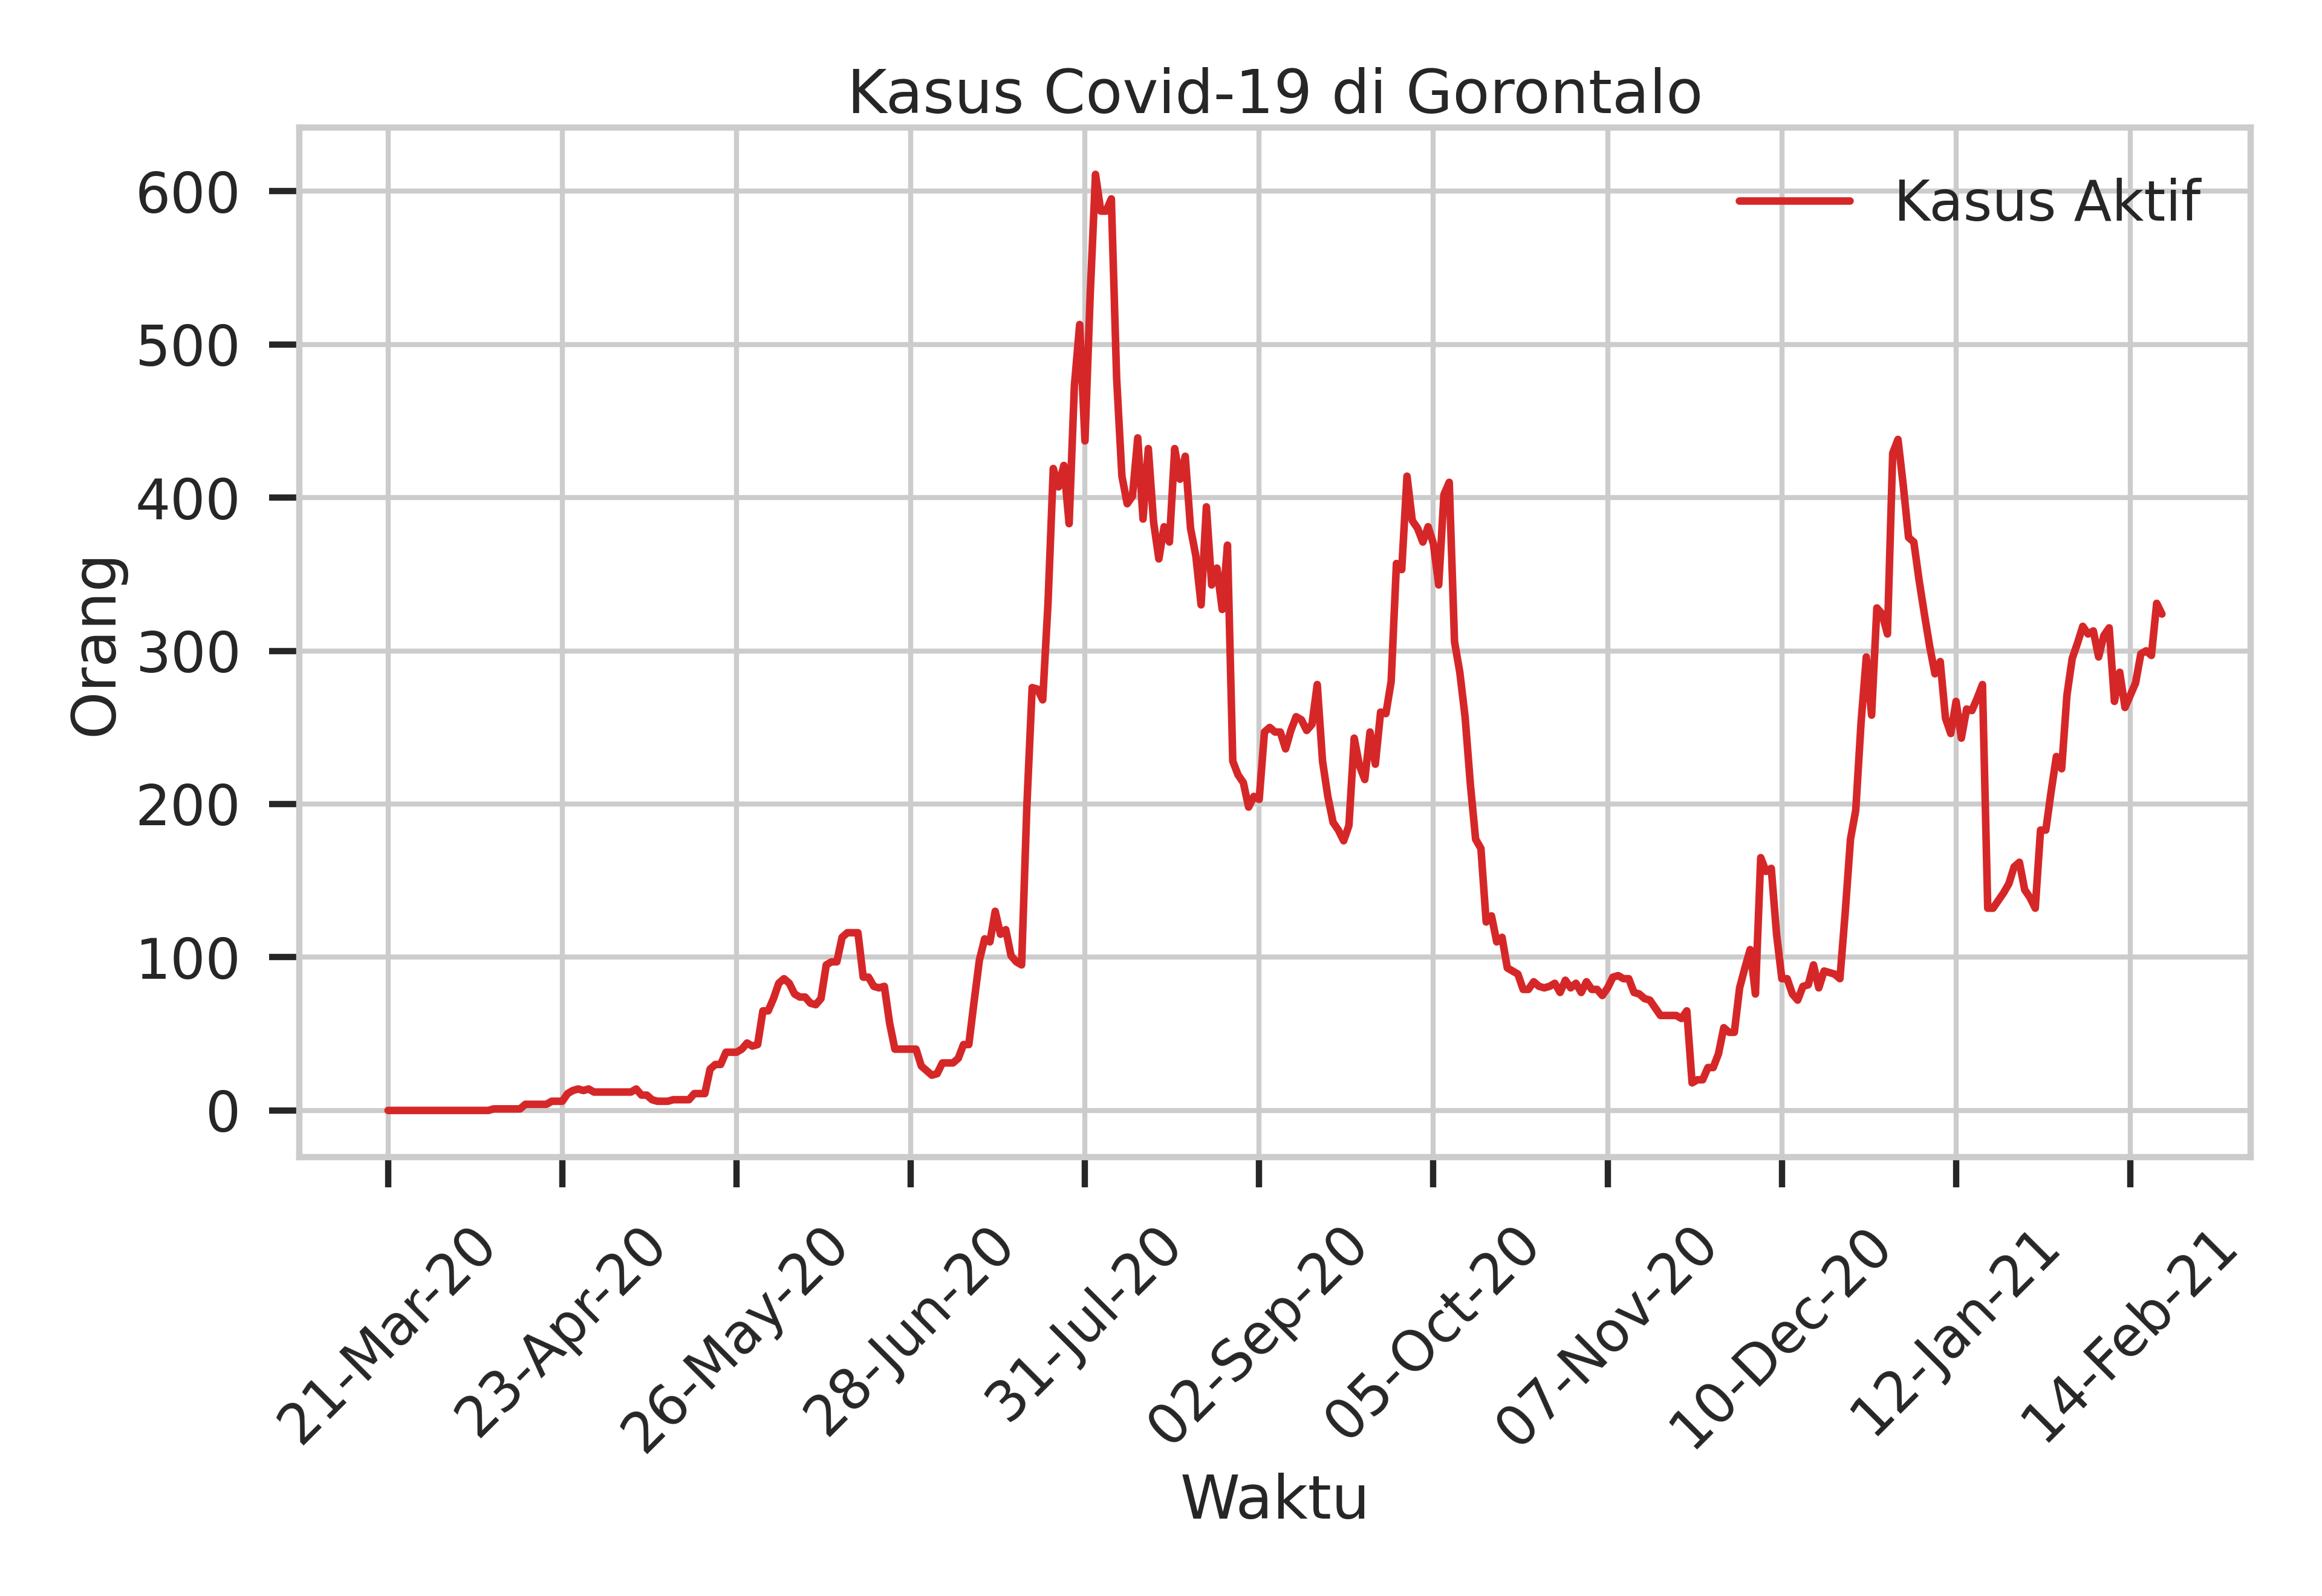 Kasus Covid-19 di Gorontalo
Kasus Aktif
600
500
400
300
200
100
0
Orang
21-Mar-20
23-Apr-20
26-May-20
28-Jun-20
31-Jul-20
02-Sep-20
05-Oct-20
07-Nov-20
10-Dec-20
12-Jan-21
14-Feb-21
Waktu